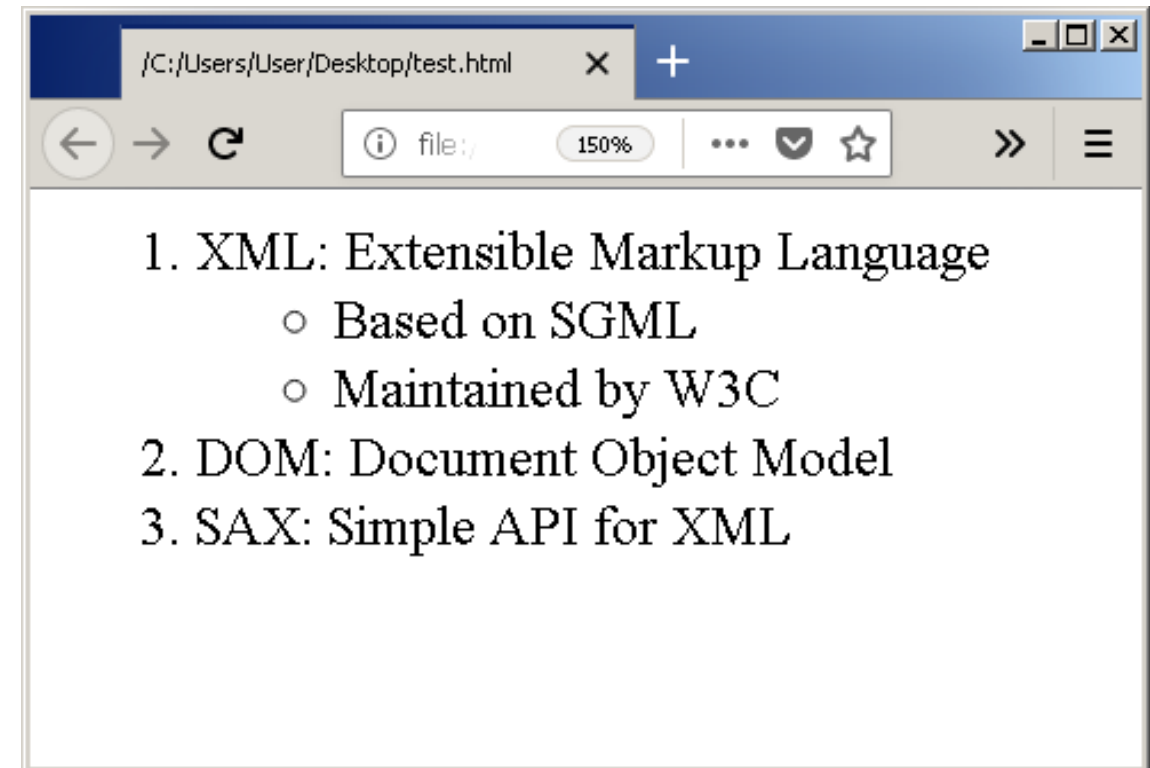 /C:/Users/User/Desktop/test.html
file:/ 150%
1. XML: Extensible Markup Language
○ Based on SGML
○ Maintained by W3C
2. DOM: Document Object Model
3. SAX: Simple API for XML